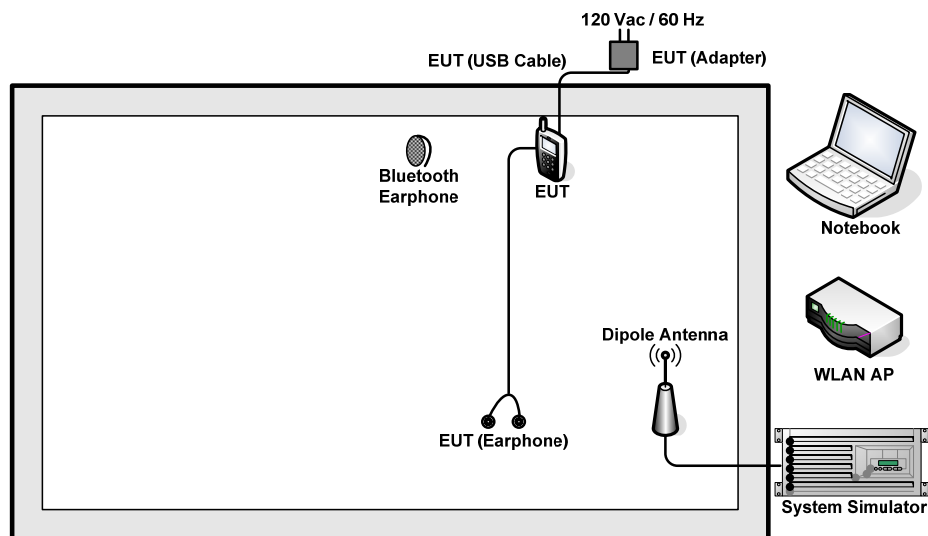 120 Vac / 60 Hz
EUT (USB Cable)
EUT (Adapter)
Bluetooth
Earphone
EUT
Notebook
Dipole Antenna
WLAN AP
EUT (Earphone)
System Simulator